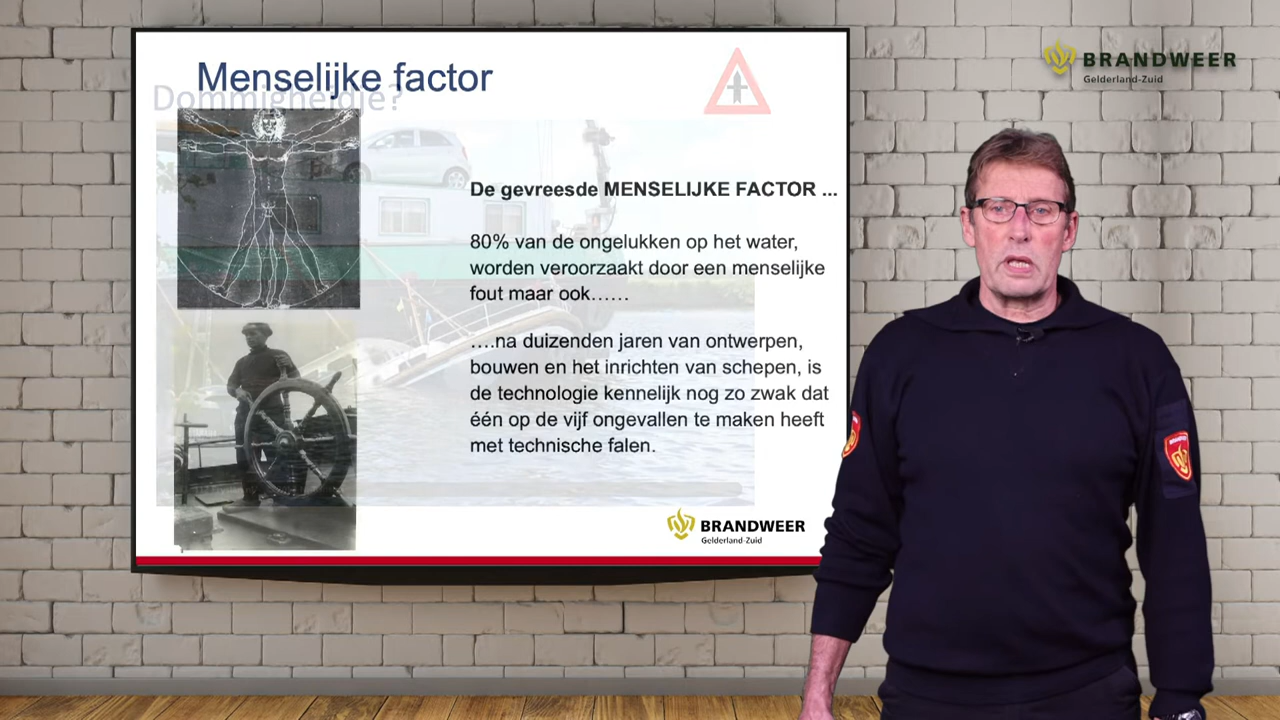 Menselijke factor
Dommigheidje?
De gevreesde MENSELIJKE FACTOR ...
80% van de ongelukken op het water,
worden veroorzaakt door een menselijke
fout maar ook……
….na duizenden jaren van ontwerpen,
bouwen en het inrichten van schepen, is
de technologie kennelijk nog zo zwak dat
één op de vijf ongevallen te maken heeft
met technische falen.
BRANDWEER
Gelderland-Zuid
BRANDWEER
Gelderland-Zuid